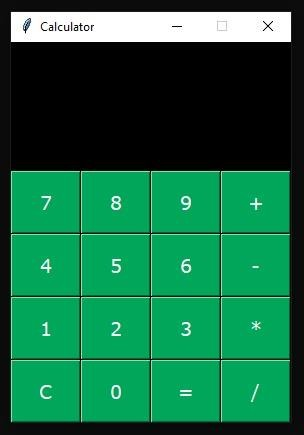 Calculator
7 8 9 +
4 5 6 -
1 2 3 *
C 0 = /